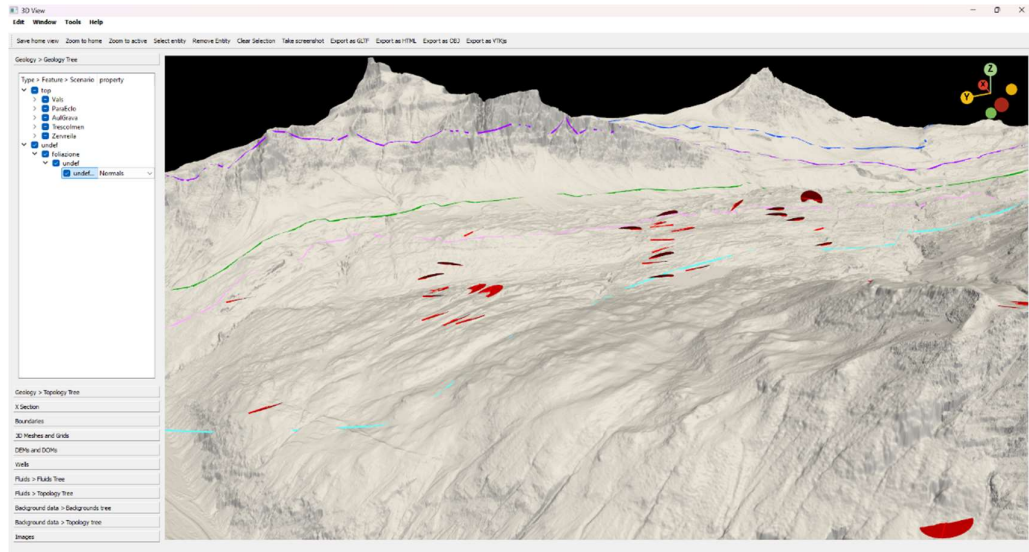 3D View
Edit Window Tools Help
Save home view Zoom to home Zoom to active Select entity Remove Entity Clear Selection Take screenshot Export as GLTF Export as HTML Export as OBJ Export as VTKjs
Geology > Geology Tree
Type > Feature > Scenario property
top
Vals
ParaEclo
AulGrava
Trescolmen
Zenreila
undef
foliazione
undef
undef... Normals
Geology > Topology Tree
X Section
Boundaries
3D Meshes and Grids
DEMs and DOMs
Wells
Fluids > Fluids Tree
Fluids > Topology Tree
Background data > Backgrounds tree
Background data > Topology tree
Images
Z
X
Y